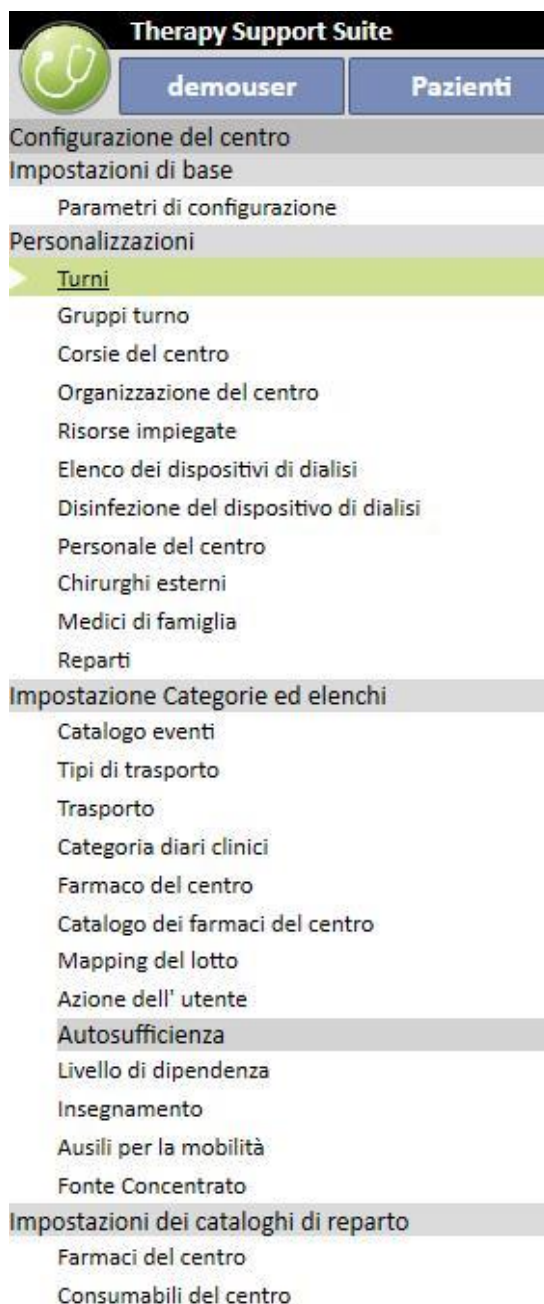 Therapy Support Suite
demouser Pazienti
Configurazione del centro
Impostazioni di base
Parametri di configurazione
Personalizzazioni
Turni
Gruppi turno
Corsie del centro
Organizzazione del centro
Risorse impiegate
Elenco dei dispositivi di dialisi
Disinfezione del dispositivo di dialisi
Personale del centro
Chirurghi esterni
Medici di famiglia
Reparti
Impostazione Categorie ed elenchi
Catalogo eventi
Tipi di trasporto
Trasporto
Categoria diari clinici
Farmaco del centro
Catalogo dei farmaci del centro
Mapping del lotto
Azione dell' utente
Autosufficienza
Livello di dipendenza
Insegnamento
Ausili per la mobilità
Fonte Concentrato
Impostazioni dei cataloghi di reparto
Farmaci del centro
Consumabili del centro